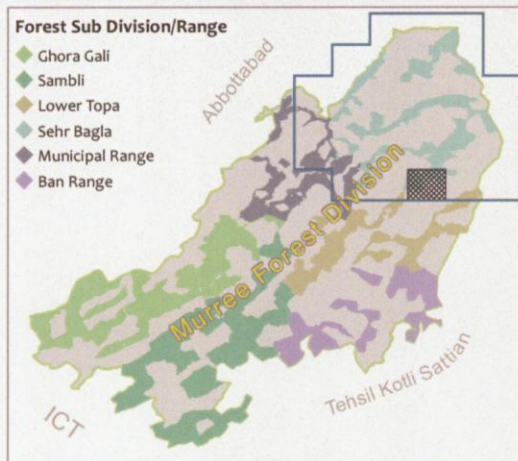 Forest Sub Division/Range
Ghora Gali
Sambli
Lower Topa
Sehr Bagla
Municipal Range
Ban Range
Abbottabad
Murree Forest Division
Tehsil Kotli Sattian
ICT